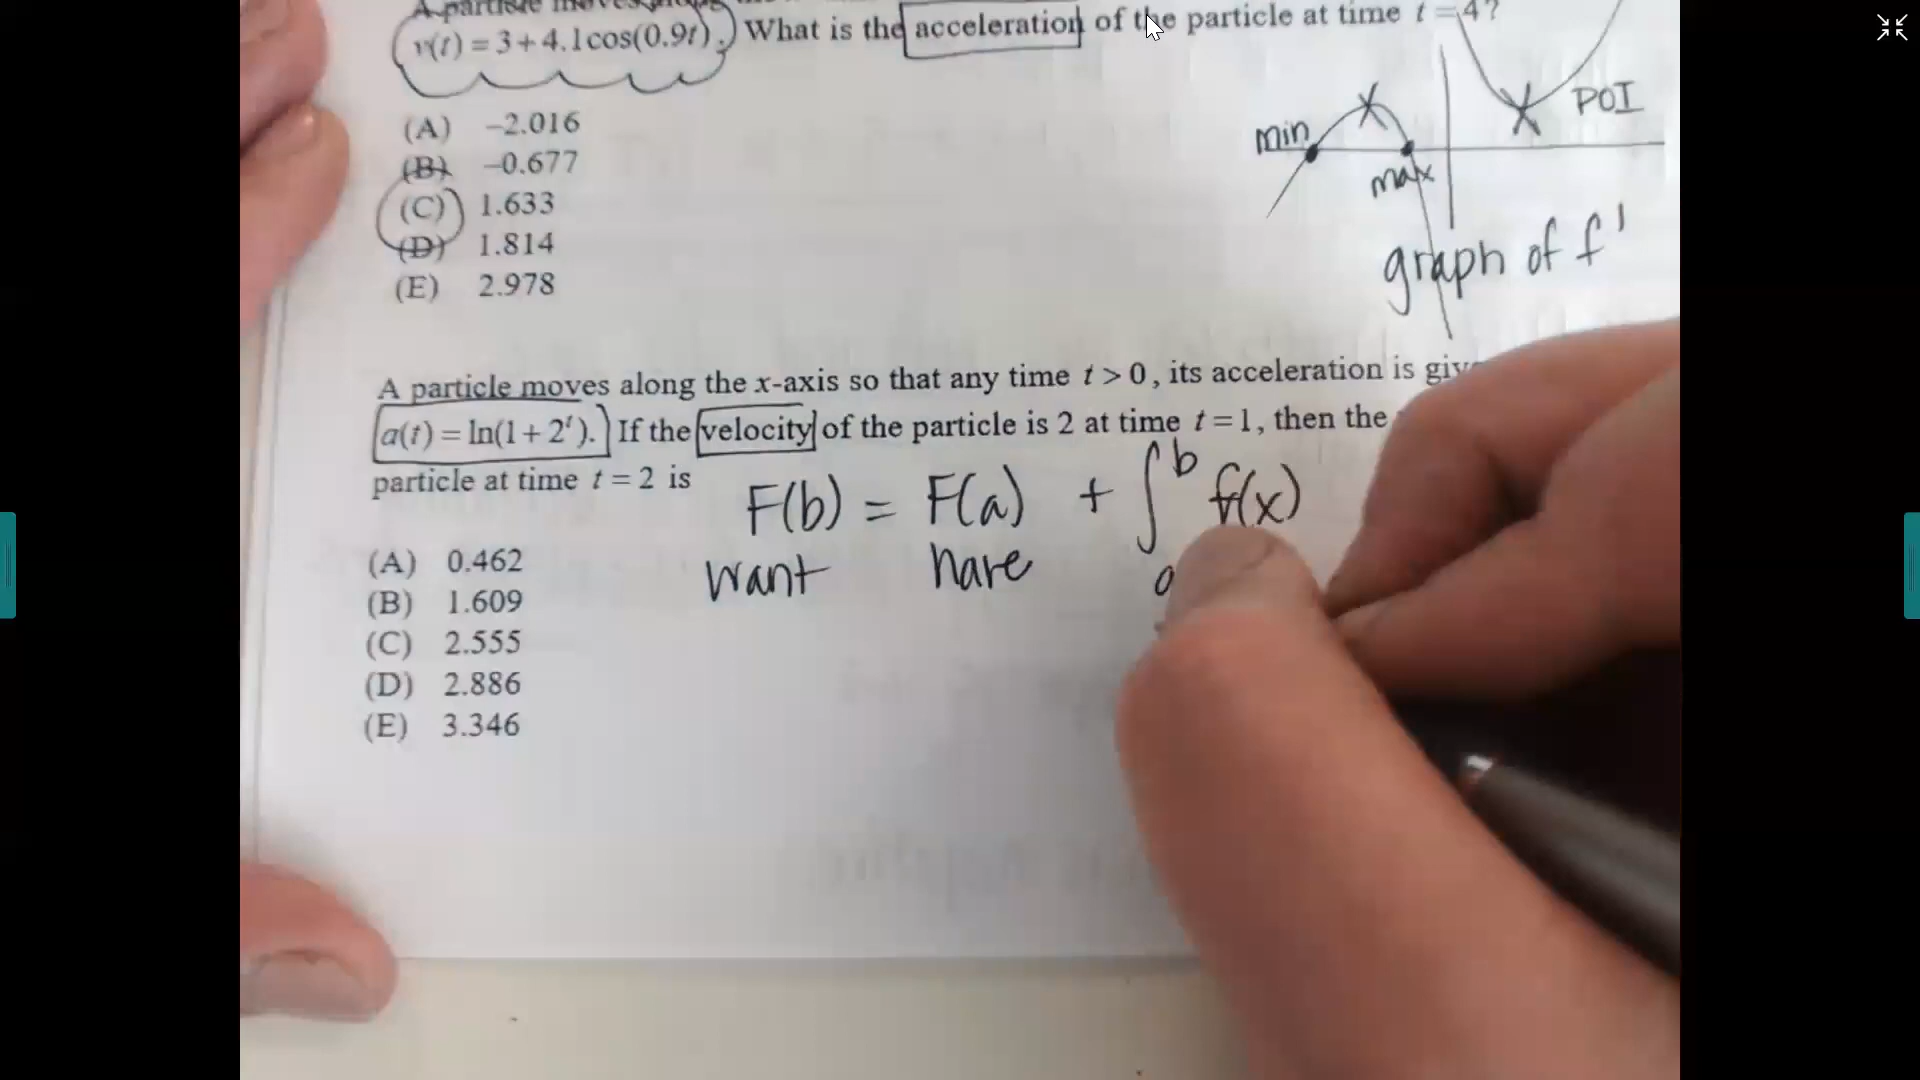 A particle moves along
v(t) = 3 + 4.1cos(0.9t). What is the acceleration of the particle at time t = 4?
(A) −2.016
(B) −0.677
(C) 1.633
(D) 1.814
(E) 2.978
min
max
POI
graph of f'
A particle moves along the x-axis so that any time t > 0, its acceleration is
a(t) = ln(1 + 2^t). If the velocity of the particle is 2 at time t = 1, then the
particle at time t = 2 is
F(b) = F(a) + ∫ b f(x)
want have a
(A) 0.462
(B) 1.609
(C) 2.555
(D) 2.886
(E) 3.346